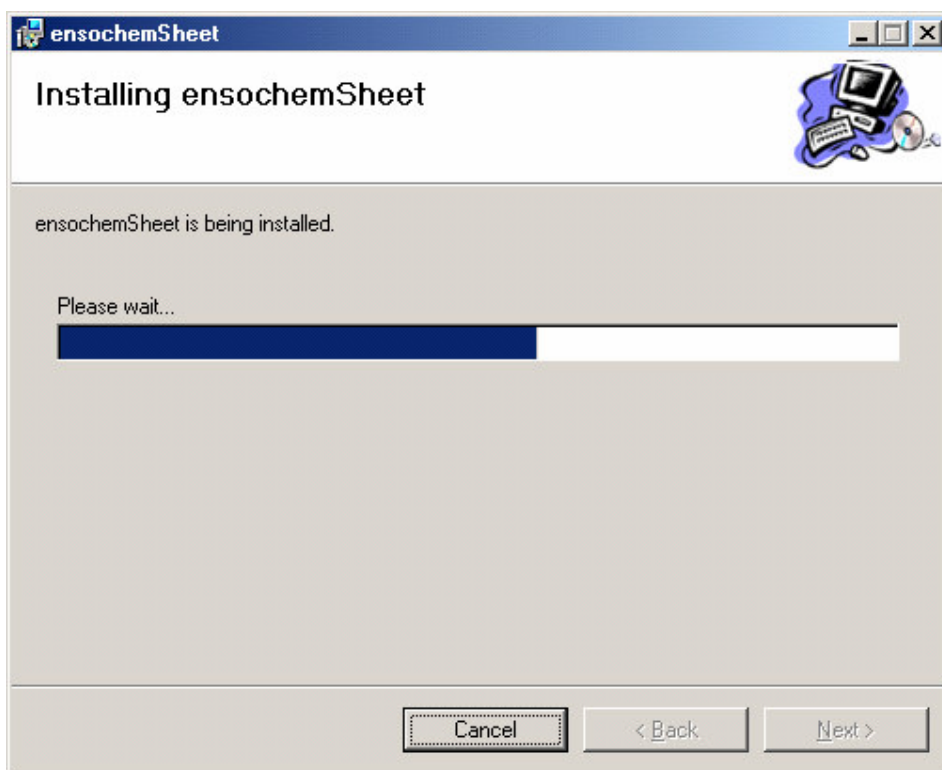 ensochemSheet
Installing ensochemSheet
ensochemSheet is being installed.
Please wait...
Cancel
< Back
Next >